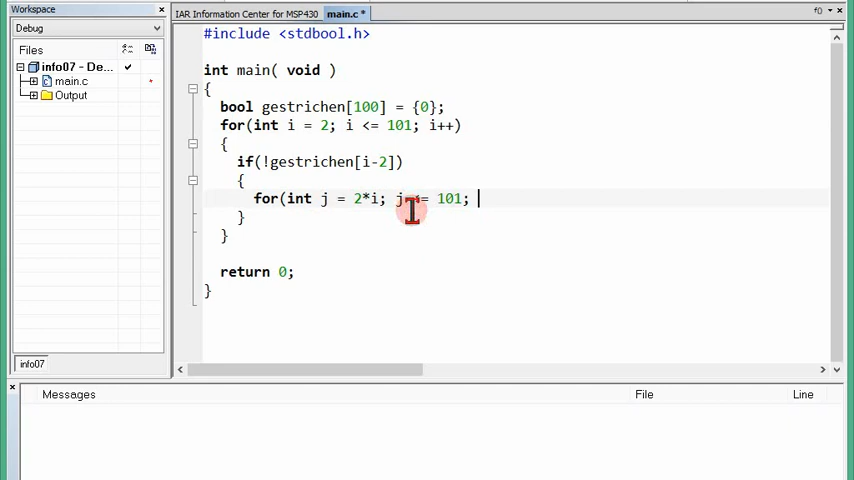 Workspace
IAR Information Center for MSP430
main.c *
f()
Debug
Files
info07 - De...
main.c
Output
info07
#include <stdbool.h>
int main( void )
{
bool gestrichen[100] = {0};
for(int i = 2; i <= 101; i++)
{
if(!gestrichen[i-2])
{
for(int j = 2*i; j <= 101;
}
}
return 0;
}
Messages
File
Line